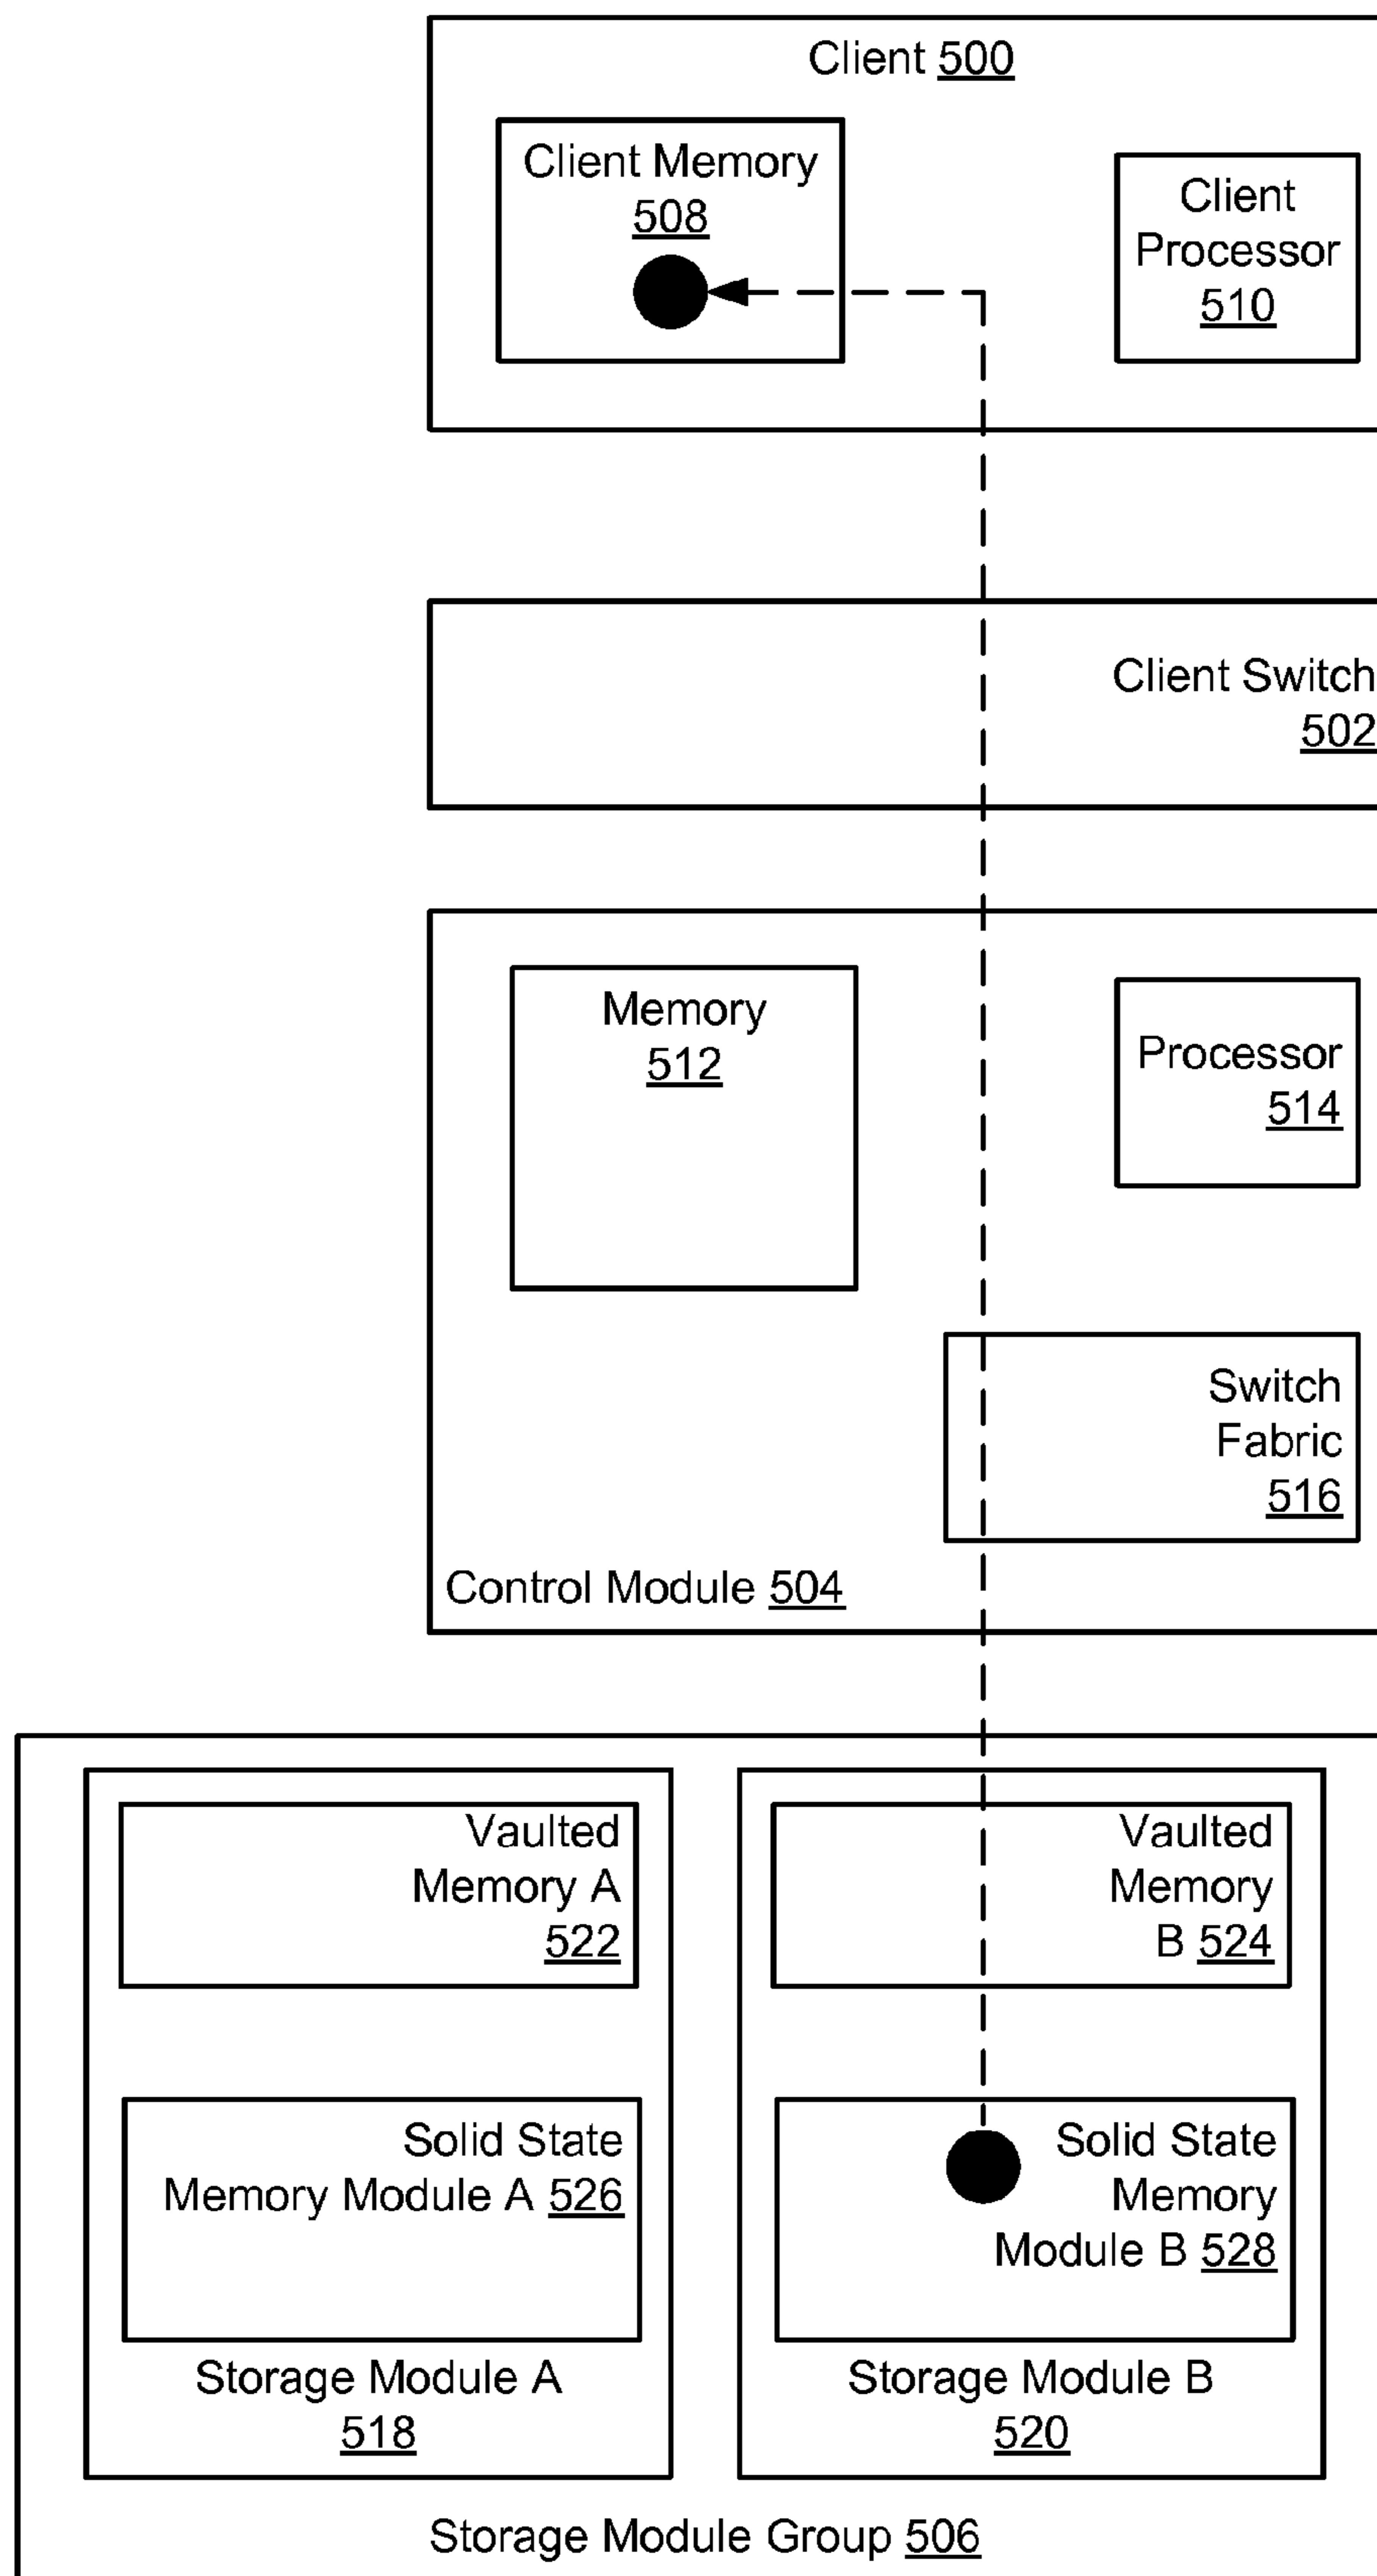 Client 500
Client Memory
508
Client
Processor
510
Client Switch
502
Memory
512
Processor
514
Switch
Fabric
516
Control Module 504
Vaulted
Memory A
522
Vaulted
Memory
B 524
Solid State
Memory Module A 526
Solid State
Memory
Module B 528
Storage Module A
518
Storage Module B
520
Storage Module Group 506